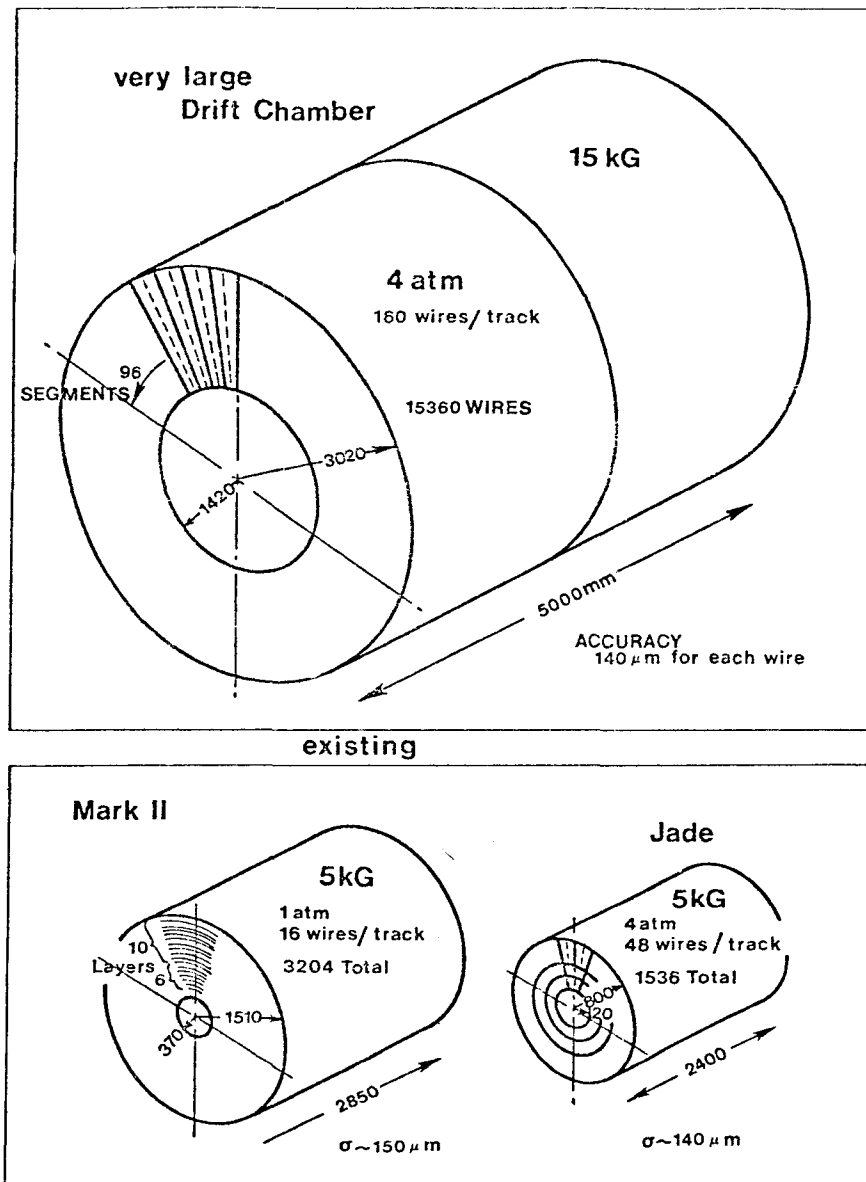 very large
Drift Chamber
15 kG
4 atm
160 wires/ track
96
SEGMENTS
15360 WIRES
3020
1420
5000mm
ACCURACY
140 μm for each wire
existing
Mark II
Jade
5kG
1 atm
16 wires/ track
3204 Total
10
Layers
6
1510
370
2850
σ~150 μm
5kG
4 atm
48 wires/ track
1536 Total
800
2400
σ~140 μm